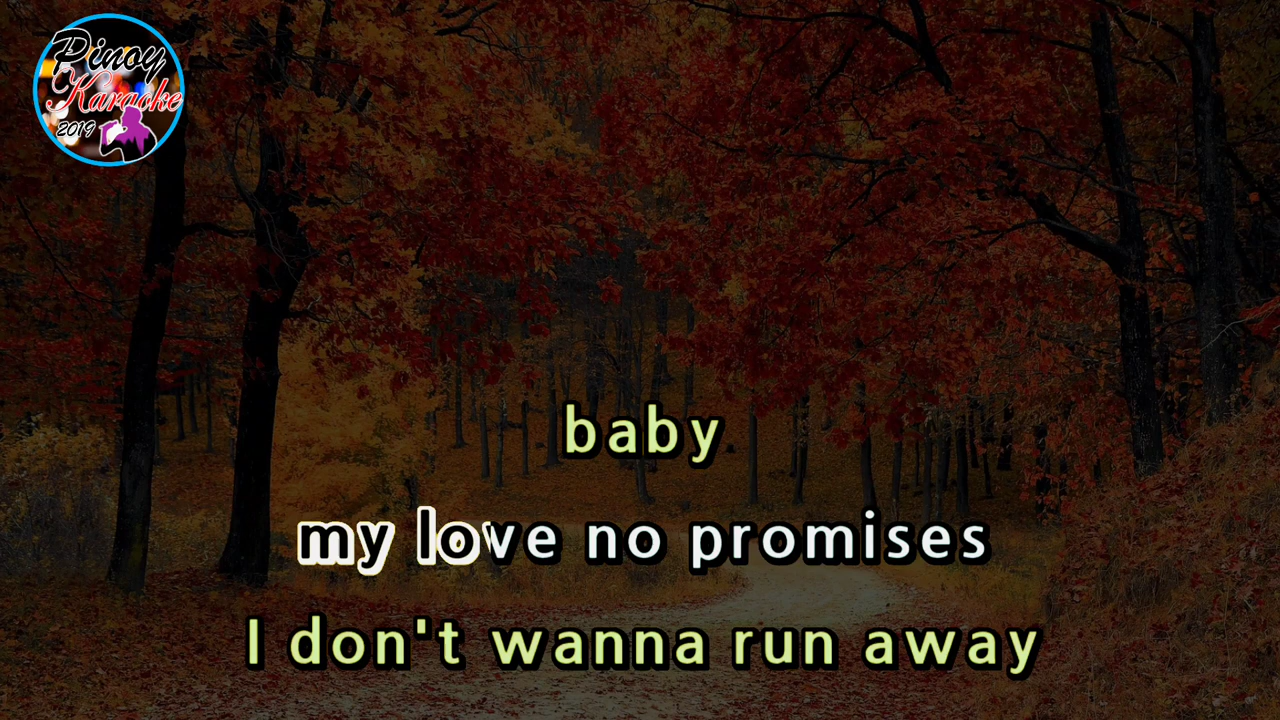 Pinoy
Karaoke
2019
baby
my love no promises
I don't wanna run away